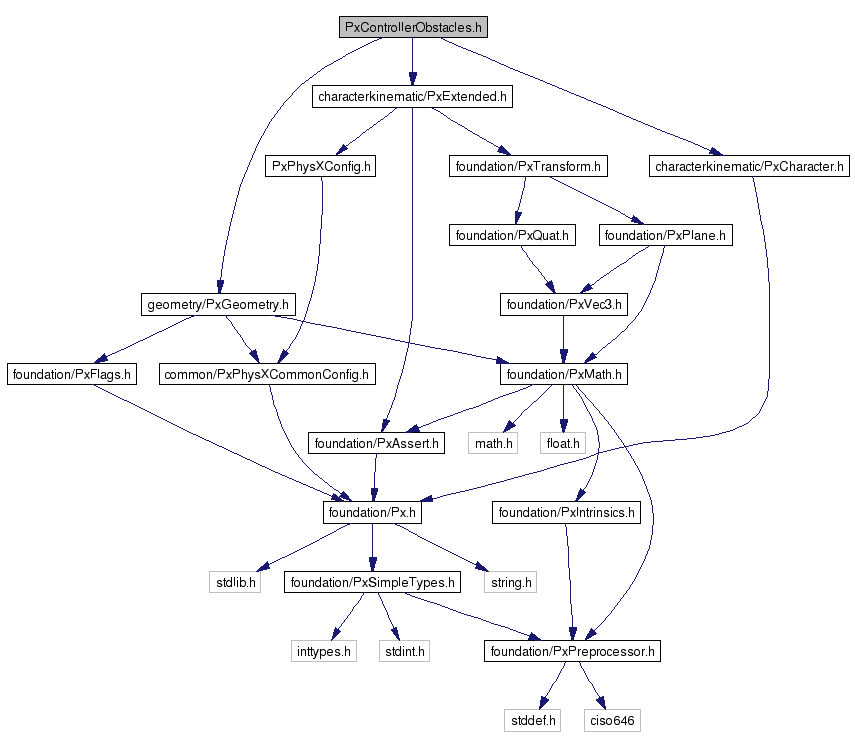 PxControllerObstacles.h
characterkinematic/PxExtended.h
PxPhysXConfig.h
foundation/PxTransform.h
characterkinematic/PxCharacter.h
foundation/PxQuat.h
foundation/PxPlane.h
geometry/PxGeometry.h
foundation/PxVec3.h
foundation/PxFlags.h
common/PxPhysXCommonConfig.h
foundation/PxMath.h
foundation/PxAssert.h
math.h
float.h
foundation/Px.h
foundation/PxIntrinsics.h
stdlib.h
foundation/PxSimpleTypes.h
string.h
inttypes.h
stdint.h
foundation/PxPreprocessor.h
stddef.h
ciso646